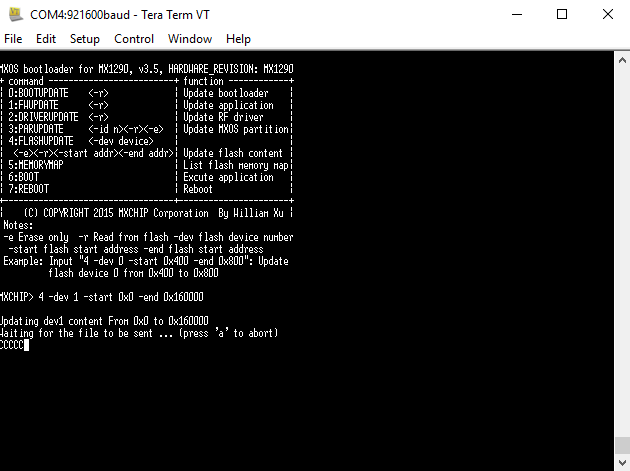 COM4:921600baud - Tera Term VT
File Edit Setup Control Window Help
MXOS bootloader for MX1290, v3.5, HARDWARE_REVISION: MX1290
+ command -------------------------+ function ------------+
| 0:BOOTUPDATE    <-r>             | Update bootloader    |
| 1:FWUPDATE      <-r>             | Update application   |
| 2:DRIVERUPDATE  <-r>             | Update RF driver     |
| 3:PARUPDATE     <-id n><-r><-e>  | Update MXOS partition|
| 4:FLASHUPDATE   <-dev device>    |                      |
|  <-e><-r><-start addr><-end addr>| Update flash content |
| 5:MEMORYMAP                      | List flash memory map|
| 6:BOOT                           | Excute application   |
| 7:REBOOT                         | Reboot               |
+----------------------------------+----------------------+
|    (C) COPYRIGHT 2015 MXCHIP Corporation  By William Xu |
Notes:
-e Erase only  -r Read from flash -dev flash device number
-start flash start address -end flash start address
Example: Input "4 -dev 0 -start 0x400 -end 0x800": Update
flash device 0 from 0x400 to 0x800
MXCHIP> 4 -dev 1 -start 0x0 -end 0x160000
Updating dev1 content From 0x0 to 0x160000
Waiting for the file to be sent ... (press 'a' to abort)
CCCCC